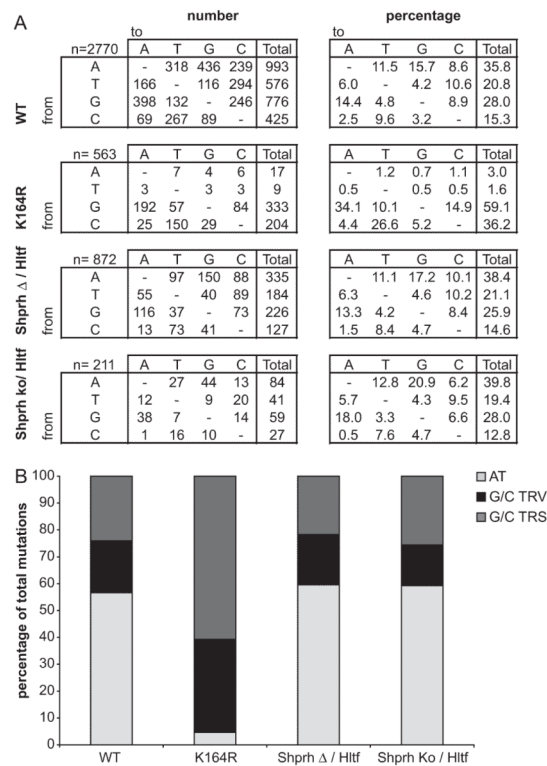 A
number percentage
to to
n=2770 A T G C Total A T G C Total
A - 318 436 239 993 A - 11.5 15.7 8.6 35.8
T 166 - 116 294 576 T 6.0 - 4.2 10.6 20.8
G 398 132 - 246 776 G 14.4 4.8 - 8.9 28.0
C 69 267 89 - 425 C 2.5 9.6 3.2 - 15.3
WT from from
n= 563 A T G C Total A T G C Total
A - 7 4 6 17 A - 1.2 0.7 1.1 3.0
T 3 - 3 3 9 T 0.5 - 0.5 0.5 1.6
G 192 57 - 84 333 G 34.1 10.1 - 14.9 59.1
C 25 150 29 - 204 C 4.4 26.6 5.2 - 36.2
K164R from from
n= 872 A T G C Total A T G C Total
A - 97 150 88 335 A - 11.1 17.2 10.1 38.4
T 55 - 40 89 184 T 6.3 - 4.6 10.2 21.1
G 116 37 - 73 226 G 13.3 4.2 - 8.4 25.9
C 13 73 41 - 127 C 1.5 8.4 4.7 - 14.6
Shprh Δ / Hltf from from
n= 211 A T G C Total A T G C Total
A - 27 44 13 84 A - 12.8 20.9 6.2 39.8
T 12 - 9 20 41 T 5.7 - 4.3 9.5 19.4
G 38 7 - 14 59 G 18.0 3.3 - 6.6 28.0
C 1 16 10 - 27 C 0.5 7.6 4.7 - 12.8
Shprh ko/ Hltf from from
B
percentage of total mutations
100
90
80
70
60
50
40
30
20
10
0
WT K164R Shprh Δ / Hltf Shprh Ko / Hltf
AT
G/C TRV
G/C TRS